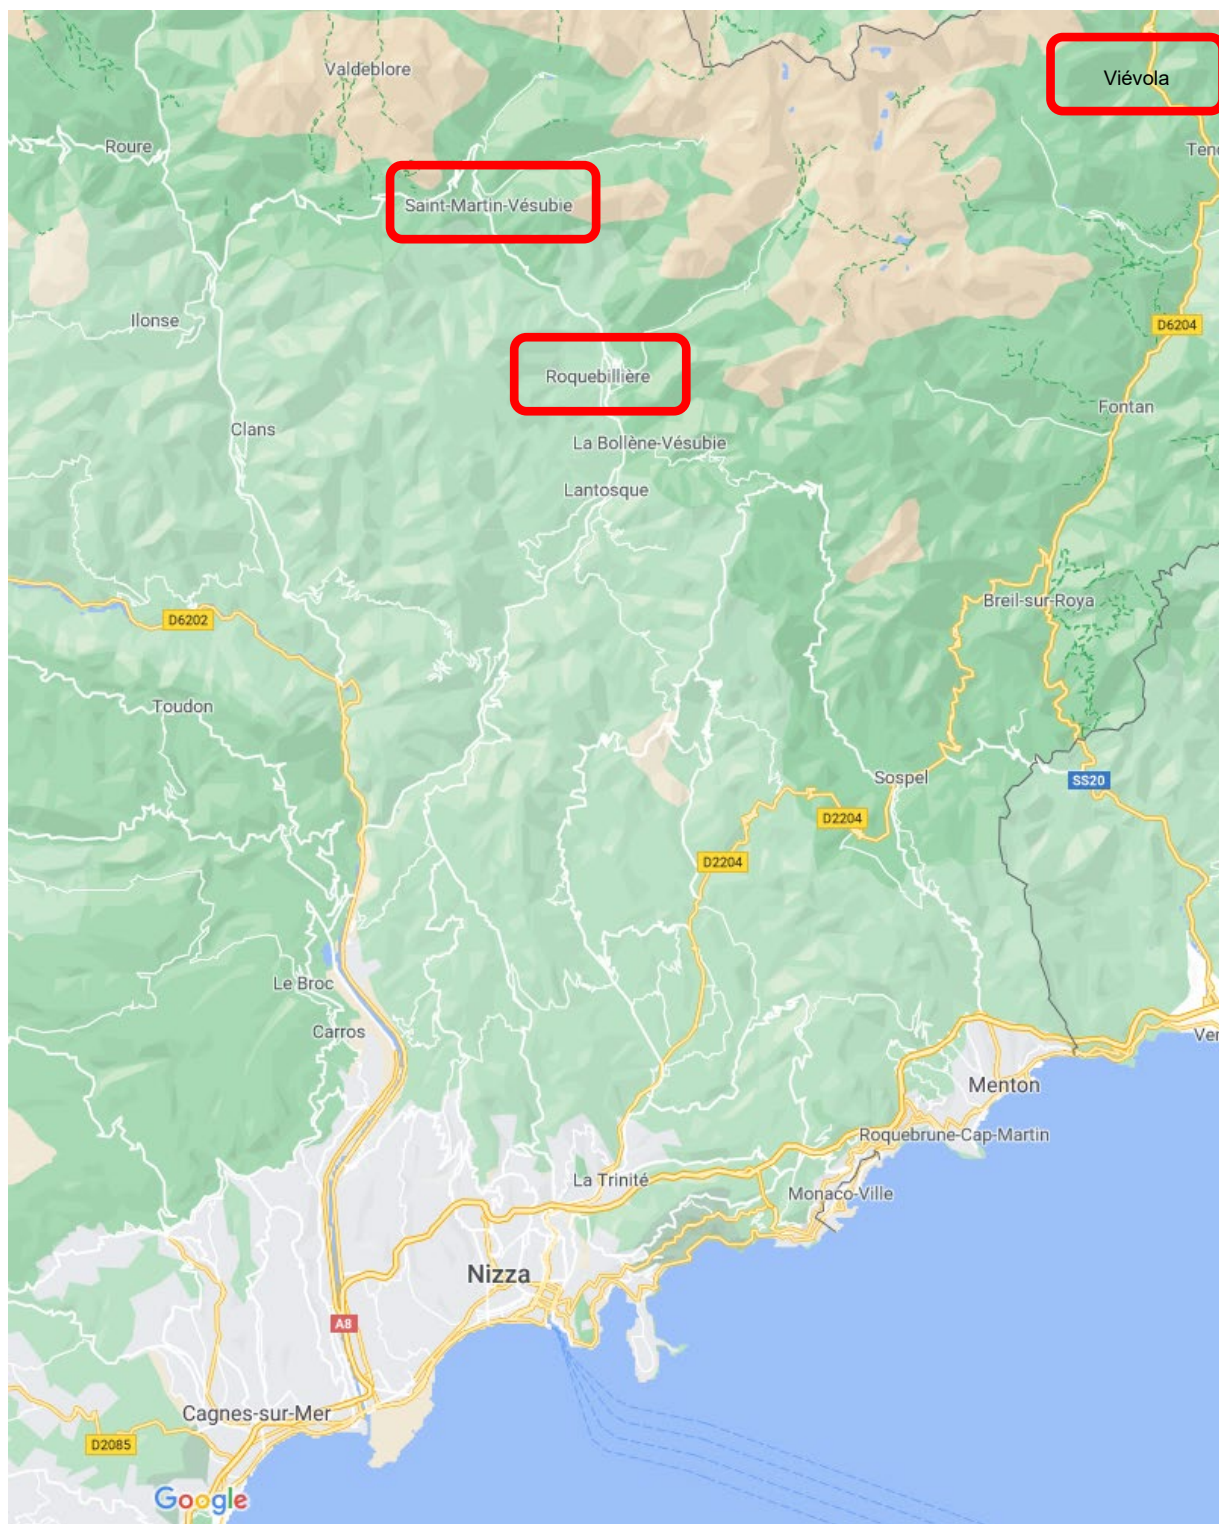 Valdeblore
Viévola
Roure
Tend
Saint-Martin-Vésubie
Ilonse
D6204
Roquebillière
Fontan
Clans
La Bollène-Vésubie
Lantosque
Breil-sur-Roya
D6202
Toudon
Sospel
SS20
D2204
D2204
Le Broc
Carros
Ver
Menton
Roquebrune-Cap-Martin
La Trinité
Monaco-Ville
Nizza
A8
Cagnes-sur-Mer
D2085
Google